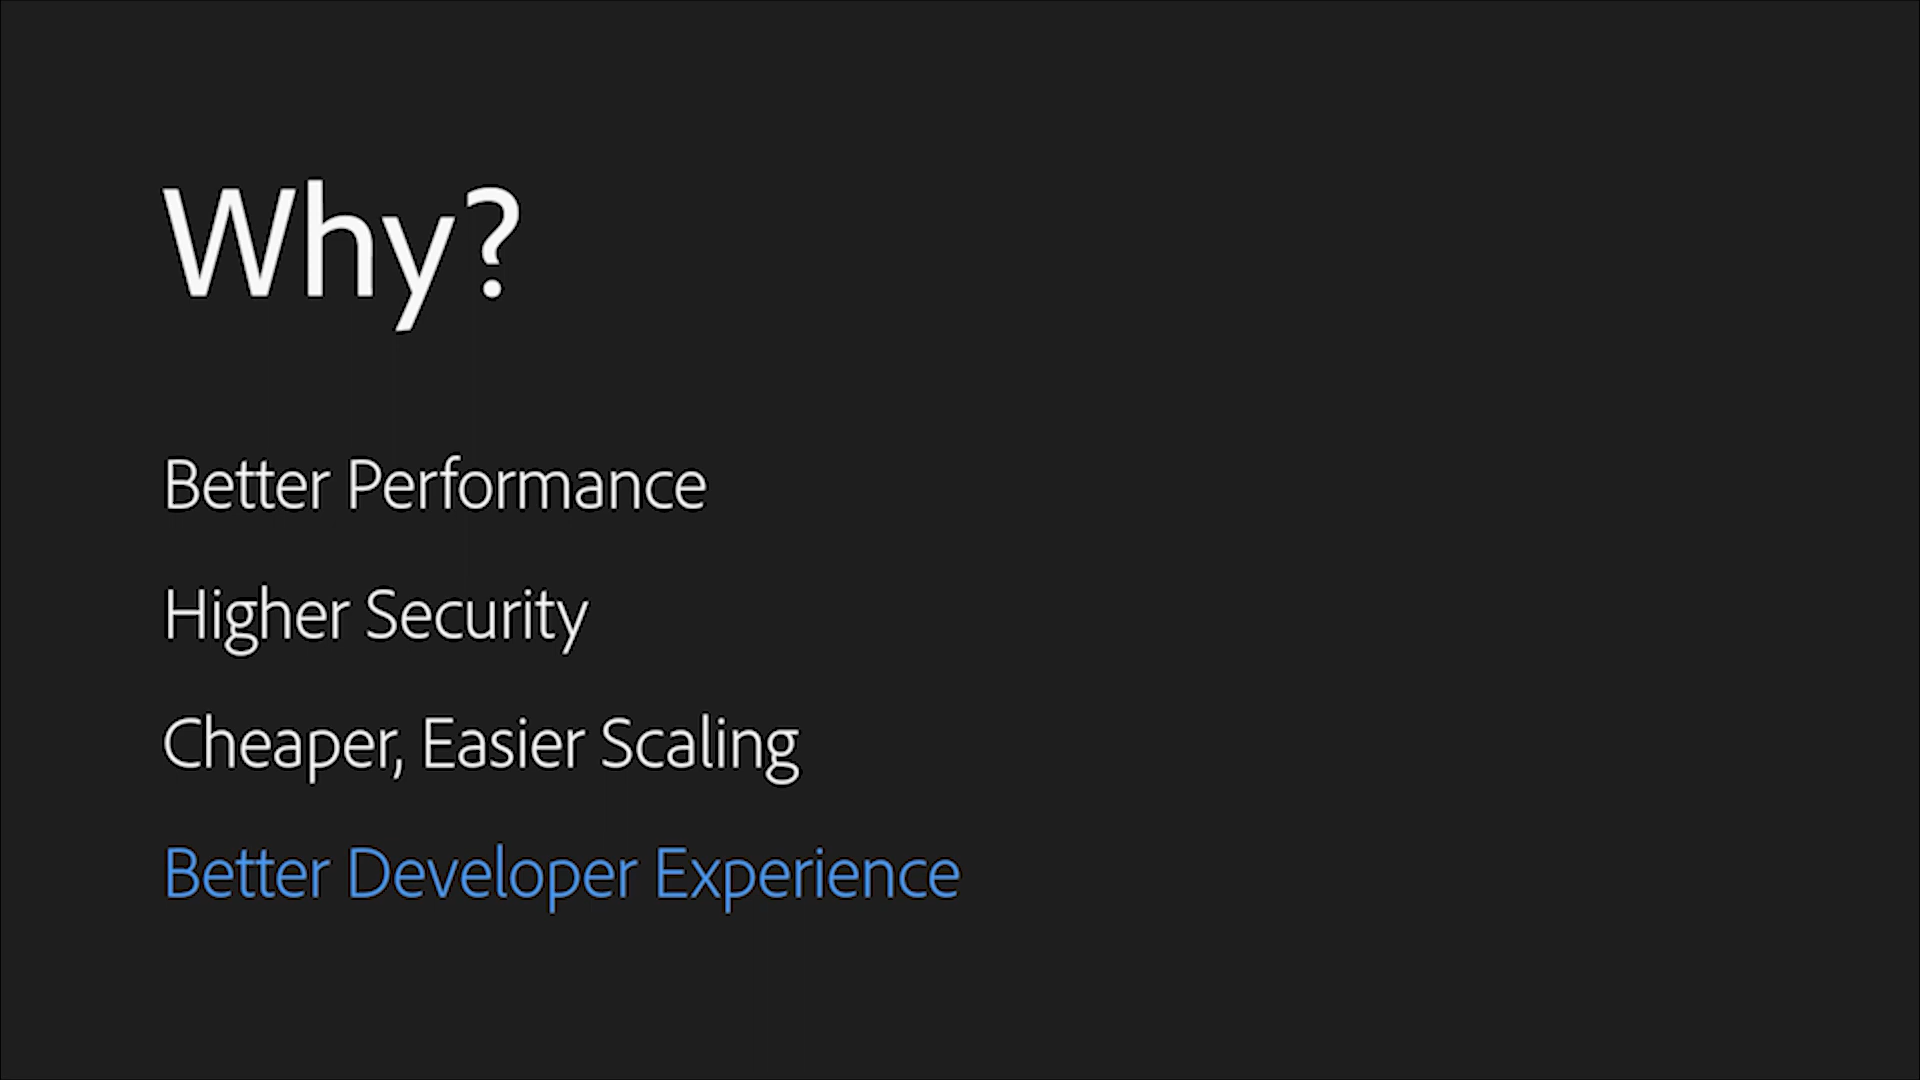 Why?
Better Performance
Higher Security
Cheaper, Easier Scaling
Better Developer Experience